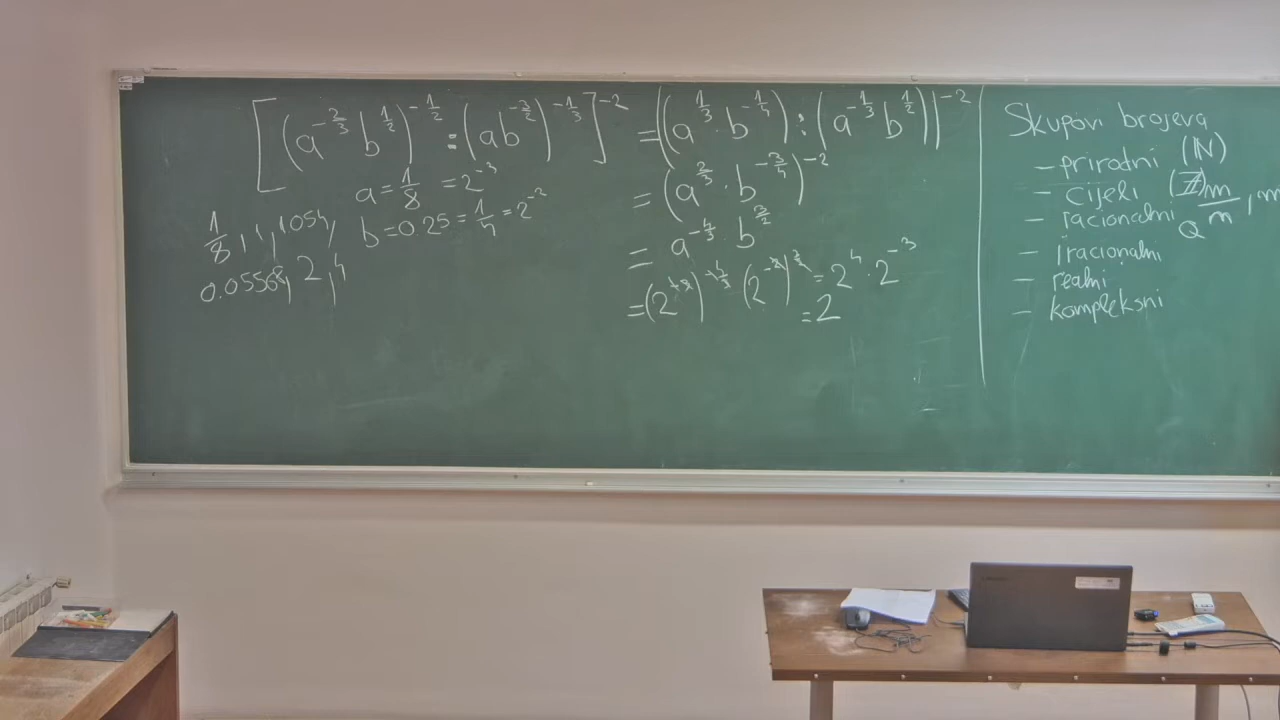 [(a^{-2/3} b^{1/2})^{-1/2} : (ab^{-3/2})^{-1/3}]^{-2} = ((a^{1/3} · b^{-1/4}) : (a^{-1/3} b^{1/2}))^{-2}
a = 1/8 = 2^{-3}
b = 0.25 = 1/4 = 2^{-2}
1/8, 1, 1054,
0.05568, 2, 4
= (a^{2/3} · b^{-3/4})^{-2}
= a^{-4/3} · b^{3/2}
= (2^{-3})^{-4/3} (2^{-2})^{3/2} = 2^4 · 2^{-3}
= 2
Skupovi brojeva
– prirodni (N)
– cijeli (Z)
– racionalni Q m/m, m
– iracionalni
– realni
– kompleksni